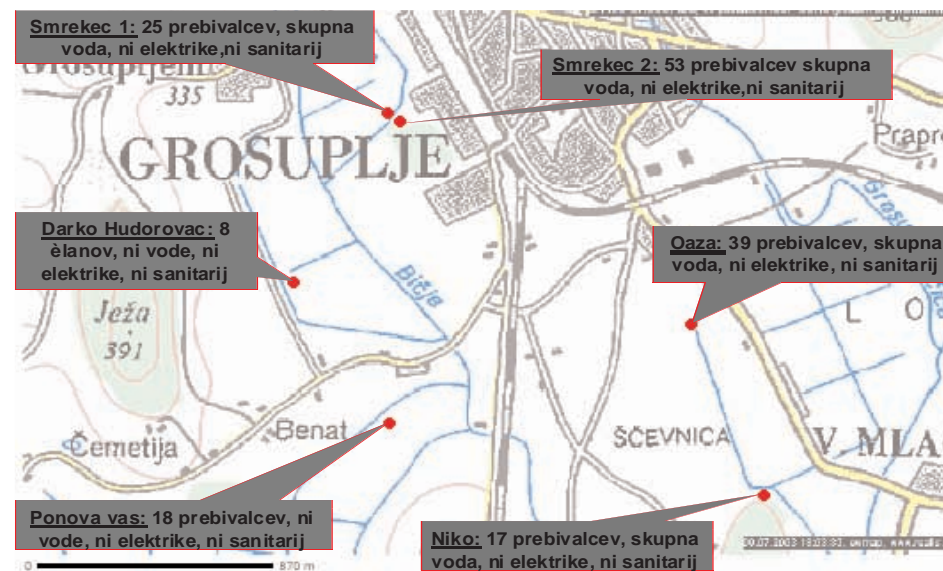 Smrekec 1: 25 prebivalcev, skupna
voda, ni elektrike,ni sanitarij
Smrekec 2: 53 prebivalcev skupna
voda, ni elektrike,ni sanitarij
335
GROSUPLJE
Darko Hudorovac: 8
èlanov, ni vode, ni
elektrike, ni sanitarij
Oaza: 39 prebivalcev, skupna
voda, ni elektrike, ni sanitarij
Bičje
Ježa
391
L O
Čemetija
Benat
ŠČEVNICA
V. MLA
Ponova vas: 18 prebivalcev, ni
vode, ni elektrike, ni sanitarij
Niko: 17 prebivalcev, skupna
voda, ni elektrike, ni sanitarij
0
870 m